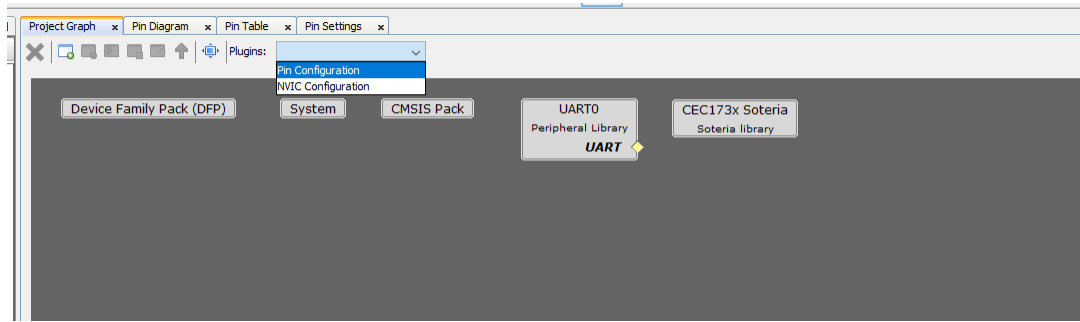 Project Graph x Pin Diagram x Pin Table x Pin Settings x
Plugins:
Pin Configuration
NVIC Configuration
Device Family Pack (DFP) System CMSIS Pack UART0 CEC173x Soteria
Peripheral Library Soteria library
UART